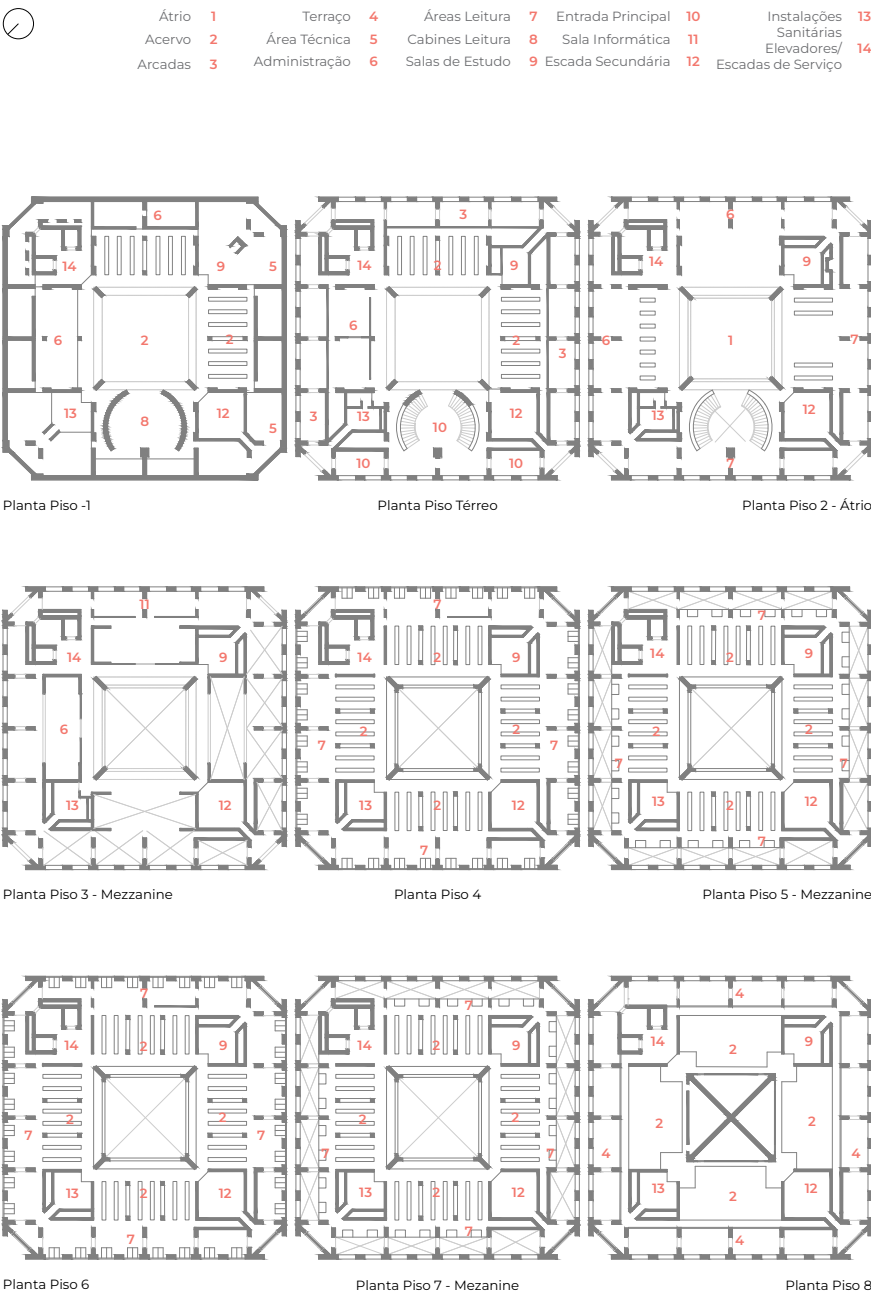 Átrio 1
Acervo 2
Arcadas 3
Terraço 4
Área Técnica 5
Administração 6
Áreas Leitura 7
Cabines Leitura 8
Salas de Estudo 9
Entrada Principal 10
Sala Informática 11
Escada Secundária 12
Instalações 13
Sanitárias
Elevadores/ 14
Escadas de Serviço
6
14 9 5
6 2 2
13 8 12
5
Planta Piso -1
3
14 2 9
6 2 3
3 13 10 12
10 10
Planta Piso Térreo
6
14 9
6 1 7
13 12
7
Planta Piso 2 - Átrio
11
14 9
6
13 12
Planta Piso 3 - Mezzanine
7
14 2 9
7 2 2 7
13 2 12
7
Planta Piso 4
7
14 2 9
7 2 2 7
13 2 12
7
Planta Piso 5 - Mezzanine
7
14 2 9
7 2 2 7
13 2 12
7
Planta Piso 6
7
14 2 9
7 2 2 7
13 2 12
7
Planta Piso 7 - Mezanine
4
14 2 9
4 2 2 4
13 2 12
4
Planta Piso 8